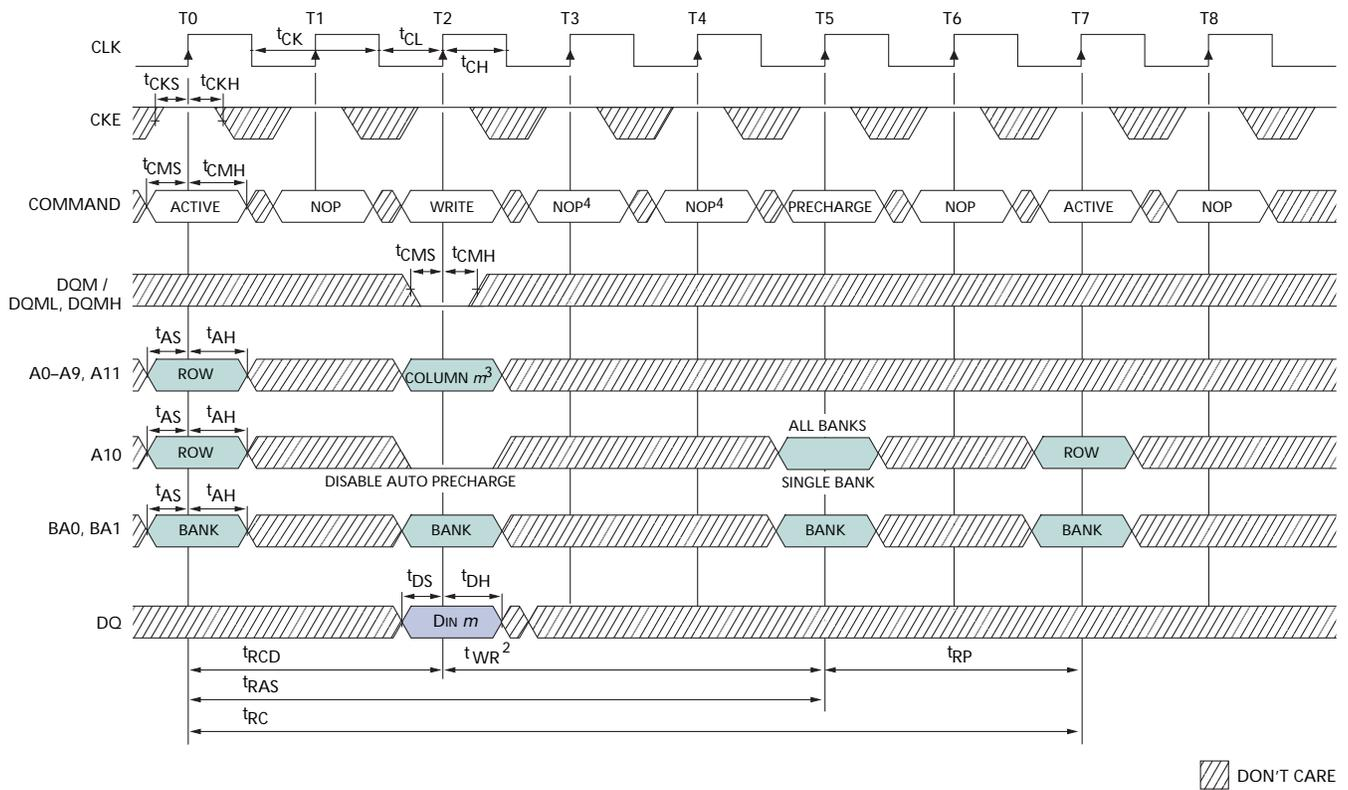 T0 T1 T2 T3 T4 T5 T6 T7 T8
CLK
tCK tCL
tCH
tCKS tCKH
CKE
tCMS tCMH
COMMAND ACTIVE NOP WRITE NOP4 NOP4 PRECHARGE NOP ACTIVE NOP
tCMS tCMH
DQM /
DQML, DQMH
tAS tAH
A0–A9, A11 ROW COLUMN m3
tAS tAH
ALL BANKS
A10 ROW ROW
DISABLE AUTO PRECHARGE SINGLE BANK
tAS tAH
BA0, BA1 BANK BANK BANK BANK
tDS tDH
DQ DIN m
tRCD tWR2 tRP
tRAS
tRC
DON'T CARE